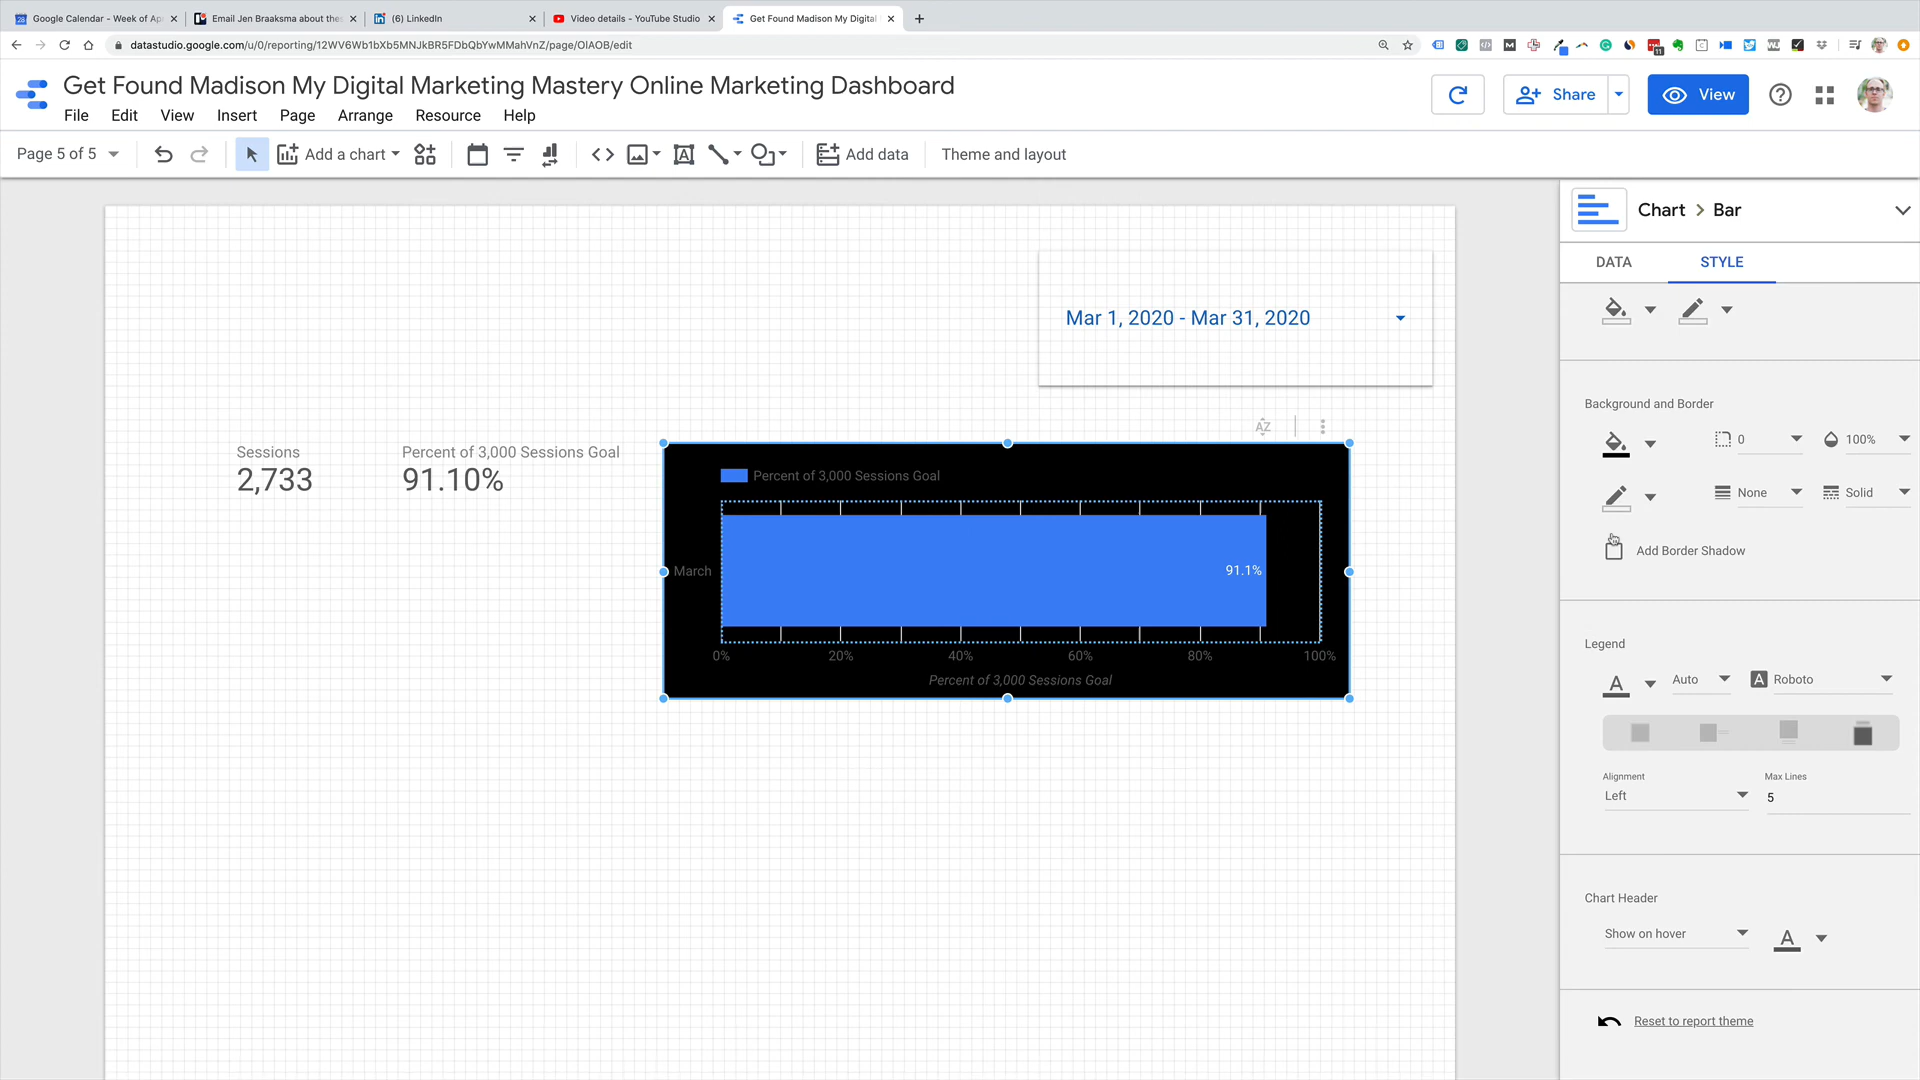 Google Calendar - Week of Ap
Email Jen Braaksma about the
(6) LinkedIn
Video details - YouTube Studio
Get Found Madison My Digital
datastudio.google.com/u/0/reporting/12WV6Wb1bXb5MNJkBR5FDbQbYwMMahVnZ/page/OIAOB/edit
Get Found Madison My Digital Marketing Mastery Online Marketing Dashboard
Share
View
File Edit View Insert Page Arrange Resource Help
Page 5 of 5
Add a chart
Add data
Theme and layout
Chart > Bar
DATA
STYLE
Mar 1, 2020 - Mar 31, 2020
Background and Border
0
100%
None
Solid
Add Border Shadow
AZ
Sessions
2,733
Percent of 3,000 Sessions Goal
91.10%
Percent of 3,000 Sessions Goal
March
91.1%
0% 20% 40% 60% 80% 100%
Percent of 3,000 Sessions Goal
Legend
A
Auto
A
Roboto
Alignment
Left
Max Lines
5
Chart Header
Show on hover
A
Reset to report theme